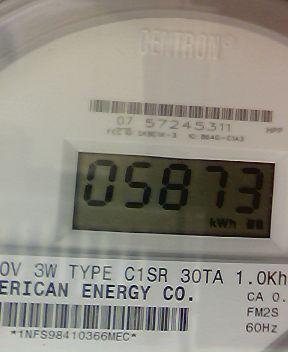 CENTRON®
07 57245311
HPP
05873
kWh
0V 3W TYPE C1SR 30TA 1.0Kh
ERICAN ENERGY CO.
CA 0.
FM2S
60Hz
*1NFS98410366MEC*